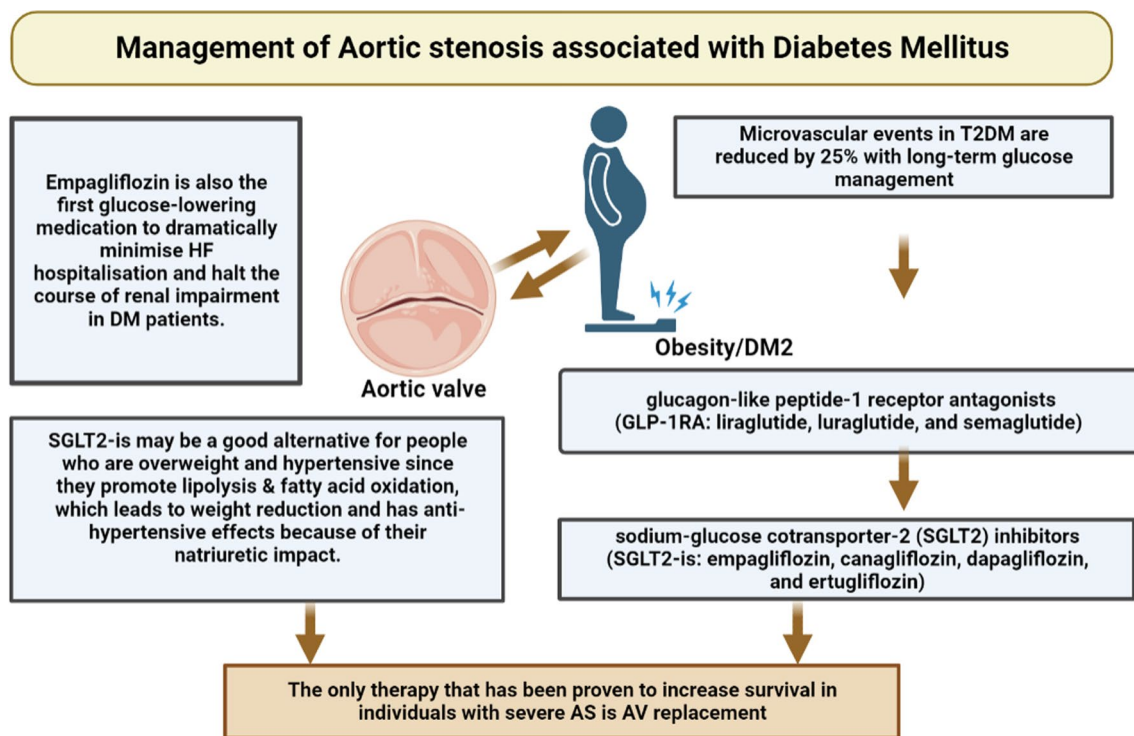 Management of Aortic stenosis associated with Diabetes Mellitus
Empagliflozin is also the
first glucose-lowering
medication to dramatically
minimise HF
hospitalisation and halt the
course of renal impairment
in DM patients.
Microvascular events in T2DM are
reduced by 25% with long-term glucose
management
Aortic valve
Obesity/DM2
glucagon-like peptide-1 receptor antagonists
(GLP-1RA: liraglutide, luraglutide, and semaglutide)
SGLT2-is may be a good alternative for people
who are overweight and hypertensive since
they promote lipolysis & fatty acid oxidation,
which leads to weight reduction and has anti-
hypertensive effects because of their
natriuretic impact.
sodium-glucose cotransporter-2 (SGLT2) inhibitors
(SGLT2-is: empagliflozin, canagliflozin, dapagliflozin,
and ertugliflozin)
The only therapy that has been proven to increase survival in
individuals with severe AS is AV replacement